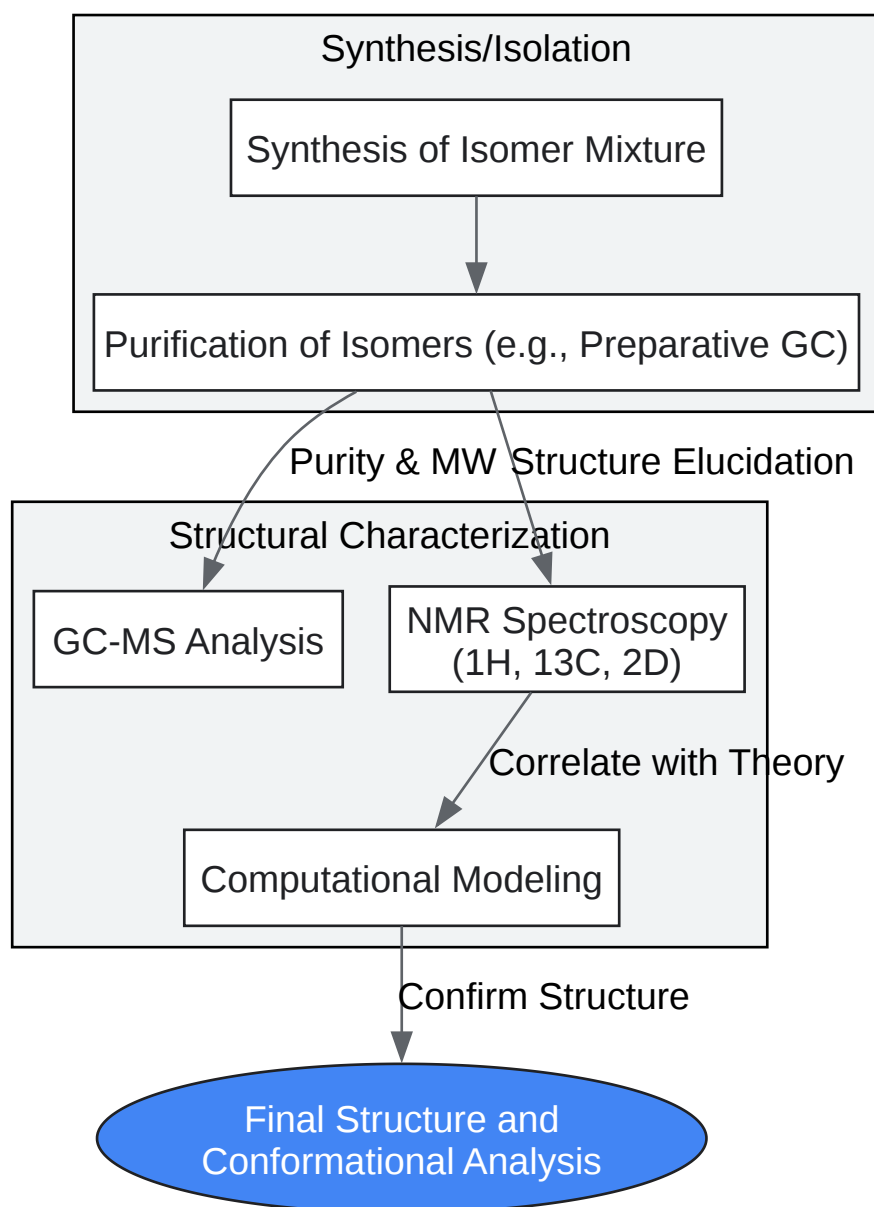 Synthesis/Isolation
Synthesis of Isomer Mixture
Purification of Isomers (e.g., Preparative GC)
Purity & MW
Structure Elucidation
Structural Characterization
GC-MS Analysis
NMR Spectroscopy
(1H, 13C, 2D)
Correlate with Theory
Computational Modeling
Confirm Structure
Final Structure and
Conformational Analysis